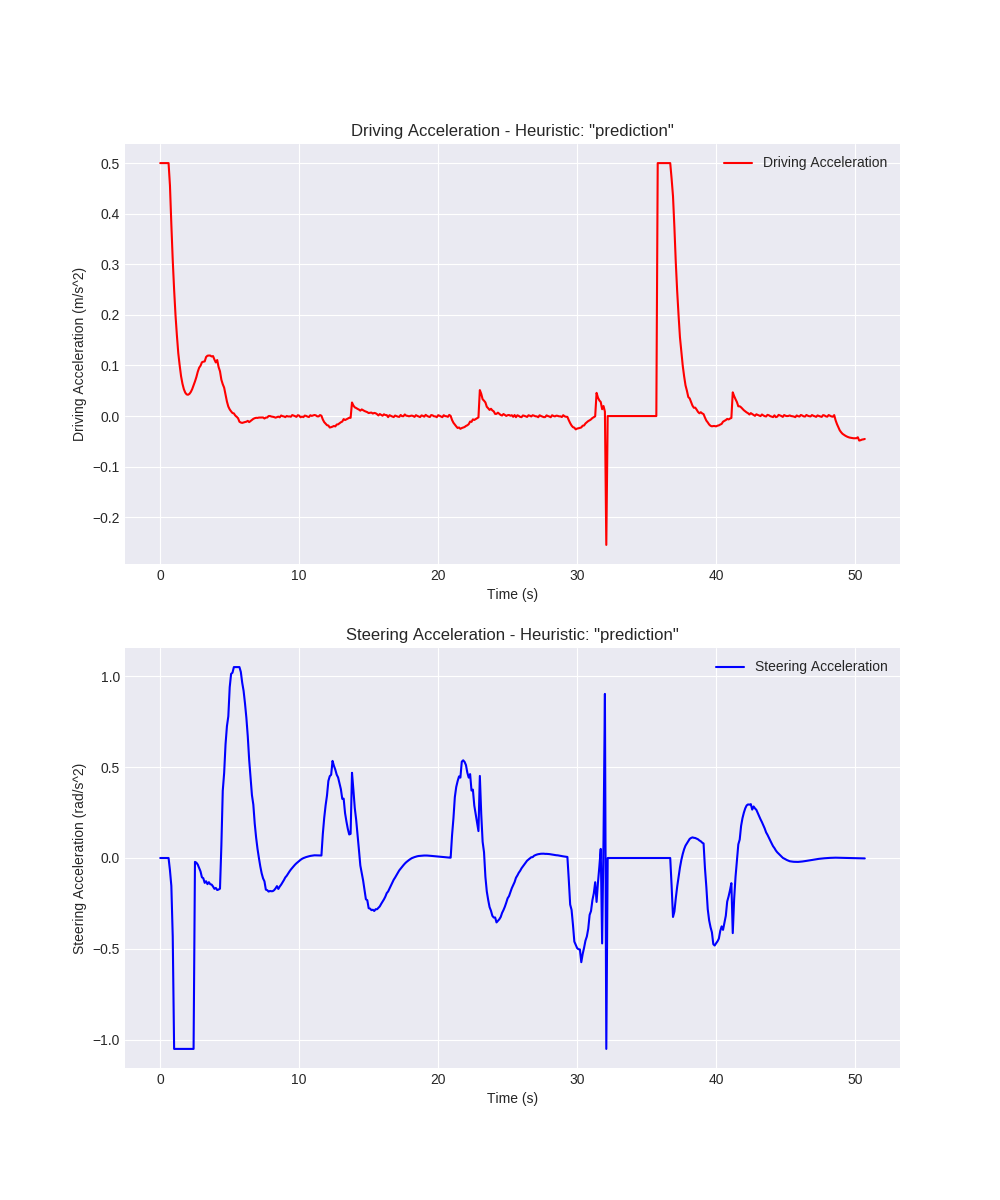 Driving Acceleration - Heuristic: "prediction"
Driving Acceleration
Driving Acceleration (m/s^2)
0.5
0.4
0.3
0.2
0.1
0.0
−0.1
−0.2
0 10 20 30 40 50
Time (s)
Steering Acceleration - Heuristic: "prediction"
Steering Acceleration
Steering Acceleration (rad/s^2)
1.0
0.5
0.0
−0.5
−1.0
0 10 20 30 40 50
Time (s)